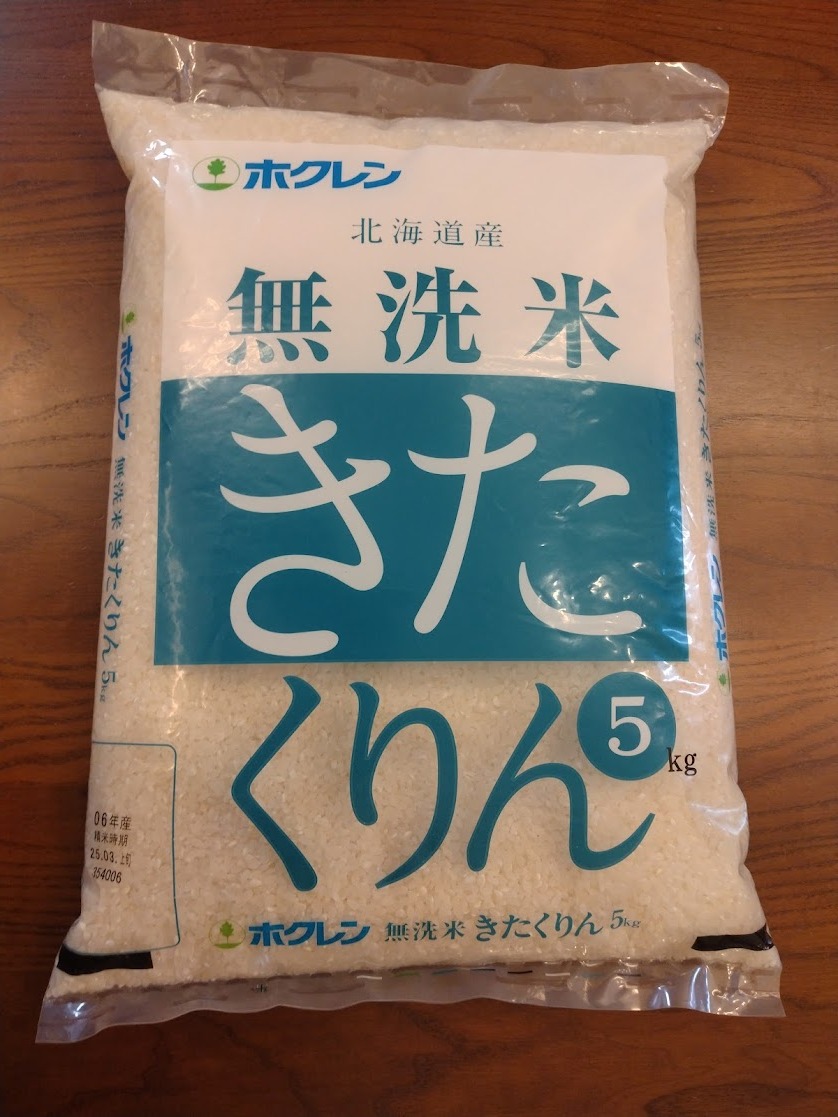 ホクレン
北海道産
無洗米
きた
くりん
5kg
ホクレン 無洗米 きたくりん 5kg
ホクレン 無洗米 きたくりん 5kg
ホクレン 無洗米 きたくりん 5
06年産
精米時期
25.03.上旬
154006